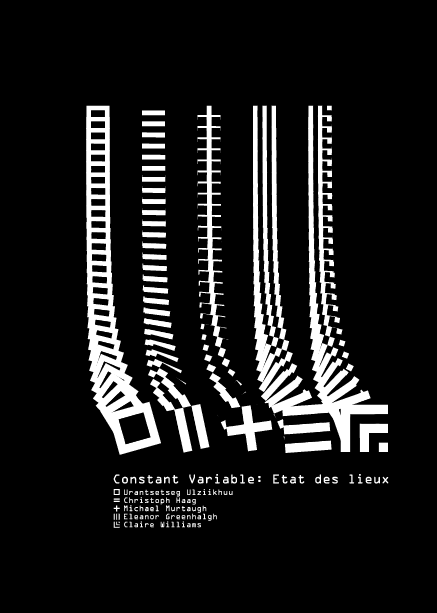 Constant Variable: Etat des lieux
Urantsetseg Ulziikhuu
Christoph Haag
Michael Murtaugh
Eleanor Greenhalgh
Claire Williams